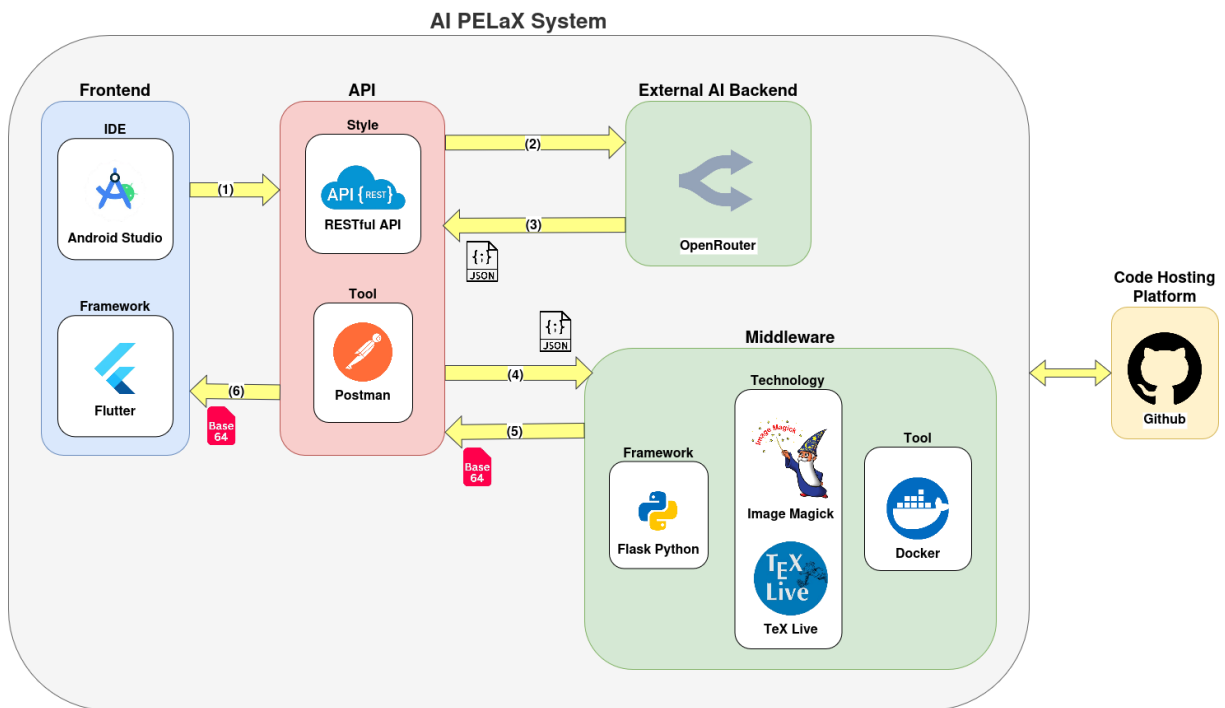 AI PELaX System
Frontend
IDE
Android Studio
Framework
Flutter
(1)
API
Style
API {REST}
RESTful API
Tool
Postman
(2)
(3)
{;}
JSON
External AI Backend
OpenRouter
{;}
JSON
(4)
(5)
Base
64
(6)
Base
64
Middleware
Framework
Flask Python
Technology
Image Magick
Image Magick
TEX
Live
TeX Live
Tool
Docker
Code Hosting
Platform
Github